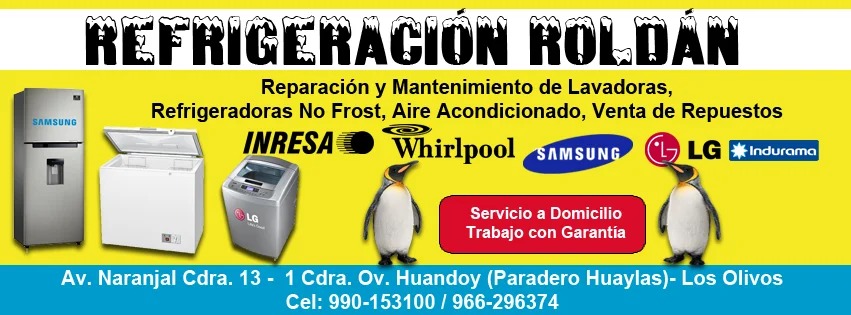 REFRIGERACIÓN ROLDÁN
Reparación y Mantenimiento de Lavadoras,
Refrigeradoras No Frost, Aire Acondicionado, Venta de Repuestos
SAMSUNG
INRESA
Whirlpool
SAMSUNG
LG
Indurama
LG
Servicio a Domicilio
Trabajo con Garantía
Av. Naranjal Cdra. 13 - 1 Cdra. Ov. Huandoy (Paradero Huaylas)- Los Olivos
Cel: 990-153100 / 966-296374